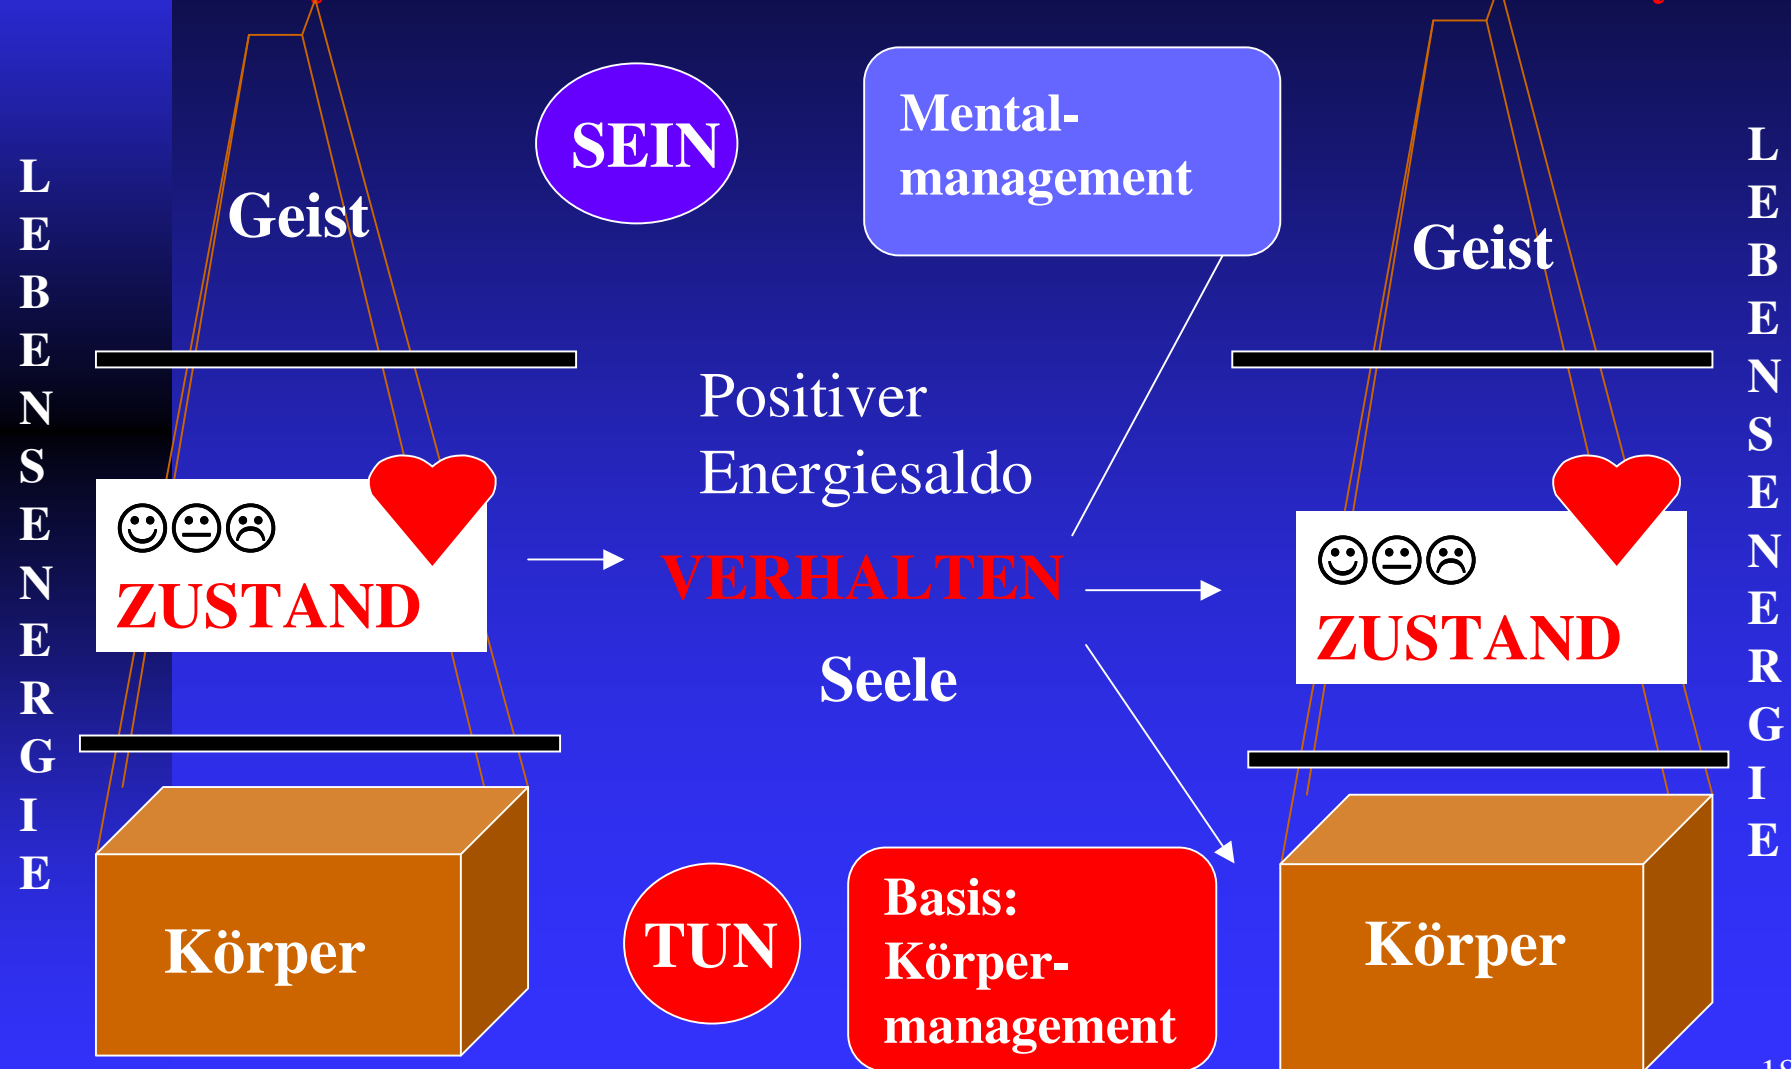 LEBENSENERGIE
Geist
ZUSTAND
Körper
SEIN
Positiver
Energiesaldo
VERHALTEN
Seele
TUN
Mental-
management
Basis:
Körper-
management
Geist
ZUSTAND
Körper
LEBENSENERGIE